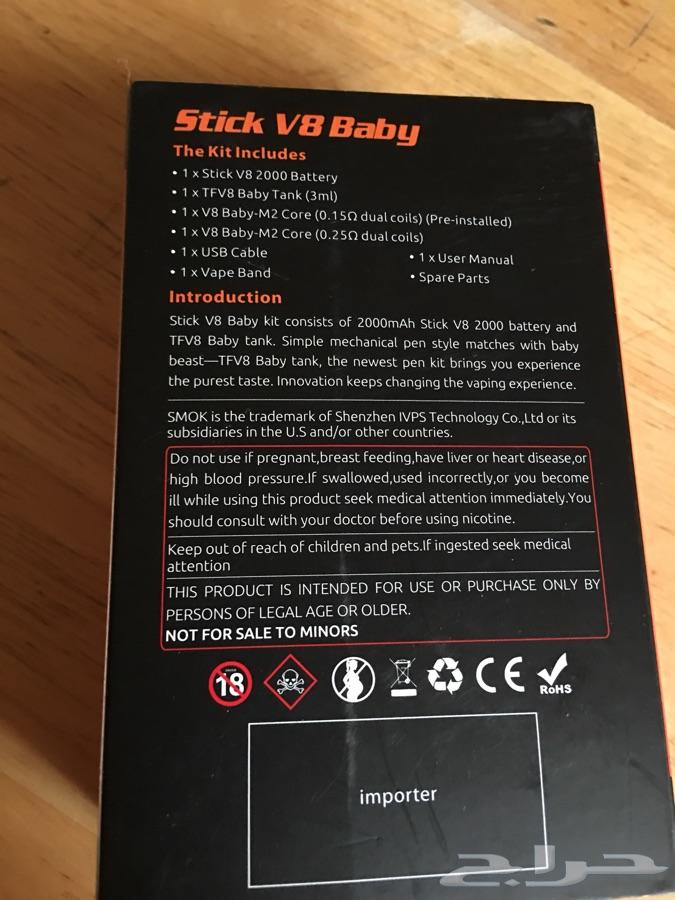 Stick V8 Baby
The Kit Includes
• 1 x Stick V8 2000 Battery
• 1 x TFV8 Baby Tank (3ml)
• 1 x V8 Baby-M2 Core (0.15Ω dual coils) (Pre-installed)
• 1 x V8 Baby-M2 Core (0.25Ω dual coils)
• 1 x USB Cable
• 1 x User Manual
• 1 x Vape Band
• Spare Parts
Introduction
Stick V8 Baby kit consists of 2000mAh Stick V8 2000 battery and
TFV8 Baby tank. Simple mechanical pen style matches with baby
beast—TFV8 Baby tank, the newest pen kit brings you experience
the purest taste. Innovation keeps changing the vaping experience.
SMOK is the trademark of Shenzhen IVPS Technology Co.,Ltd or its
subsidiaries in the U.S and/or other countries.
Do not use if pregnant,breast feeding,have liver or heart disease,or
high blood pressure.If swallowed,used incorrectly,or you become
ill while using this product seek medical attention immediately.You
should consult with your doctor before using nicotine.
Keep out of reach of children and pets.If ingested seek medical
attention
THIS PRODUCT IS INTENDED FOR USE OR PURCHASE ONLY BY
PERSONS OF LEGAL AGE OR OLDER.
NOT FOR SALE TO MINORS
18
CE
RoHS
importer
حراج